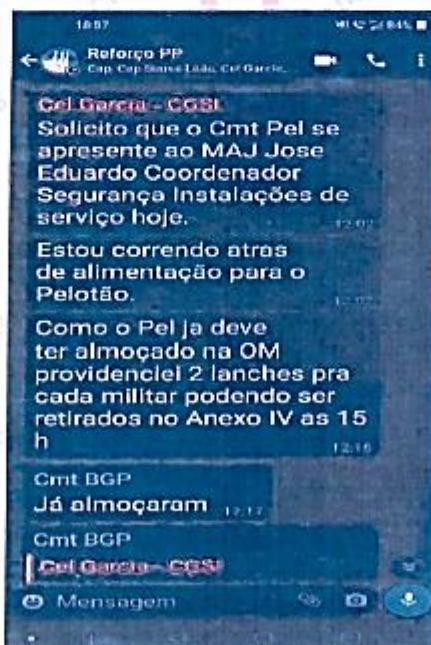 18:57
84%
Reforço PP
Cel Garcia - CGSI
Solicito que o Cmt Pel se
apresente ao MAJ Jose
Eduardo Coordenador
Segurança Instalações de
serviço hoje.
Estou correndo atras
de alimentação para o
Pelotão.
Como o Pel ja deve
ter almoçado na OM
providenciei 2 lanches pra
cada militar podendo ser
retirados no Anexo IV as 15
h
12:16
Cmt BGP
Já almoçaram 12:17
Cmt BGP
Cel Garcia - CGSI
Mensagem